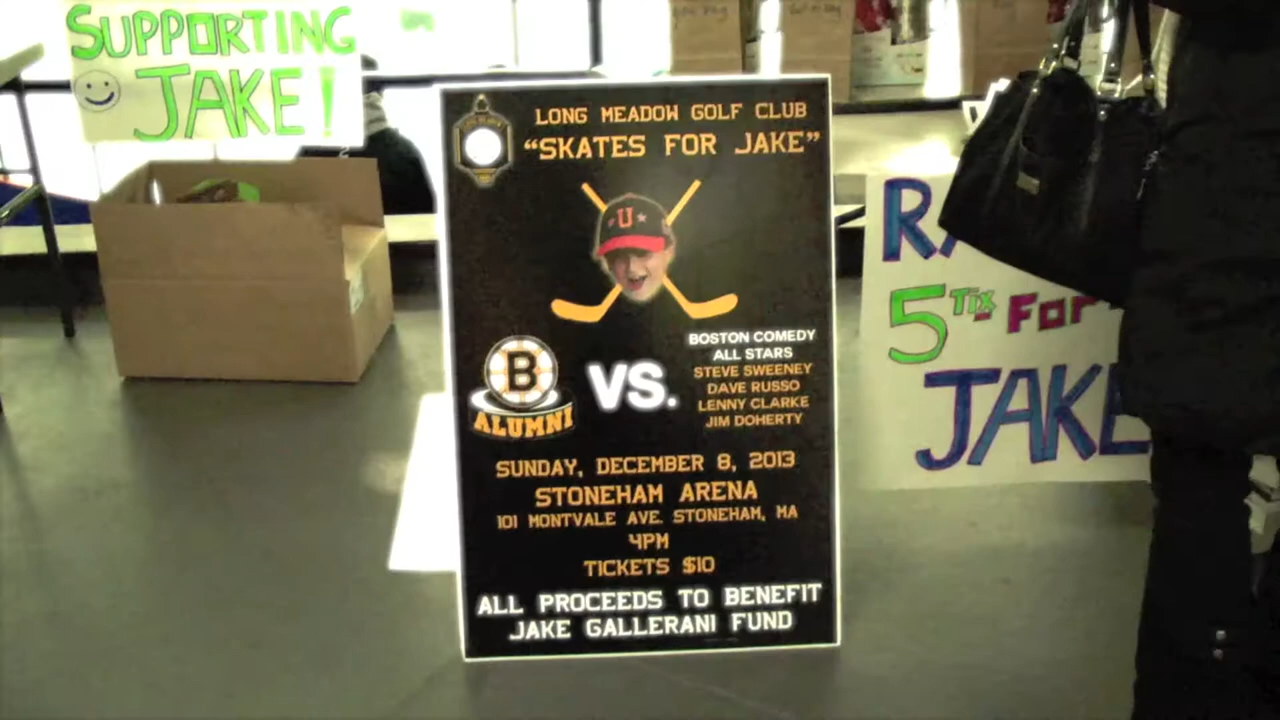 SUPPORTING
JAKE!
LONG MEADOW GOLF CLUB
"SKATES FOR JAKE"
U
B
ALUMNI
VS.
BOSTON COMEDY
ALL STARS
STEVE SWEENEY
DAVE RUSSO
LENNY CLARKE
JIM DOHERTY
SUNDAY, DECEMBER 8, 2013
STONEHAM ARENA
101 MONTVALE AVE. STONEHAM, MA
4PM
TICKETS $10
ALL PROCEEDS TO BENEFIT
JAKE GALLERANI FUND
5 TIX FOR
JAKE